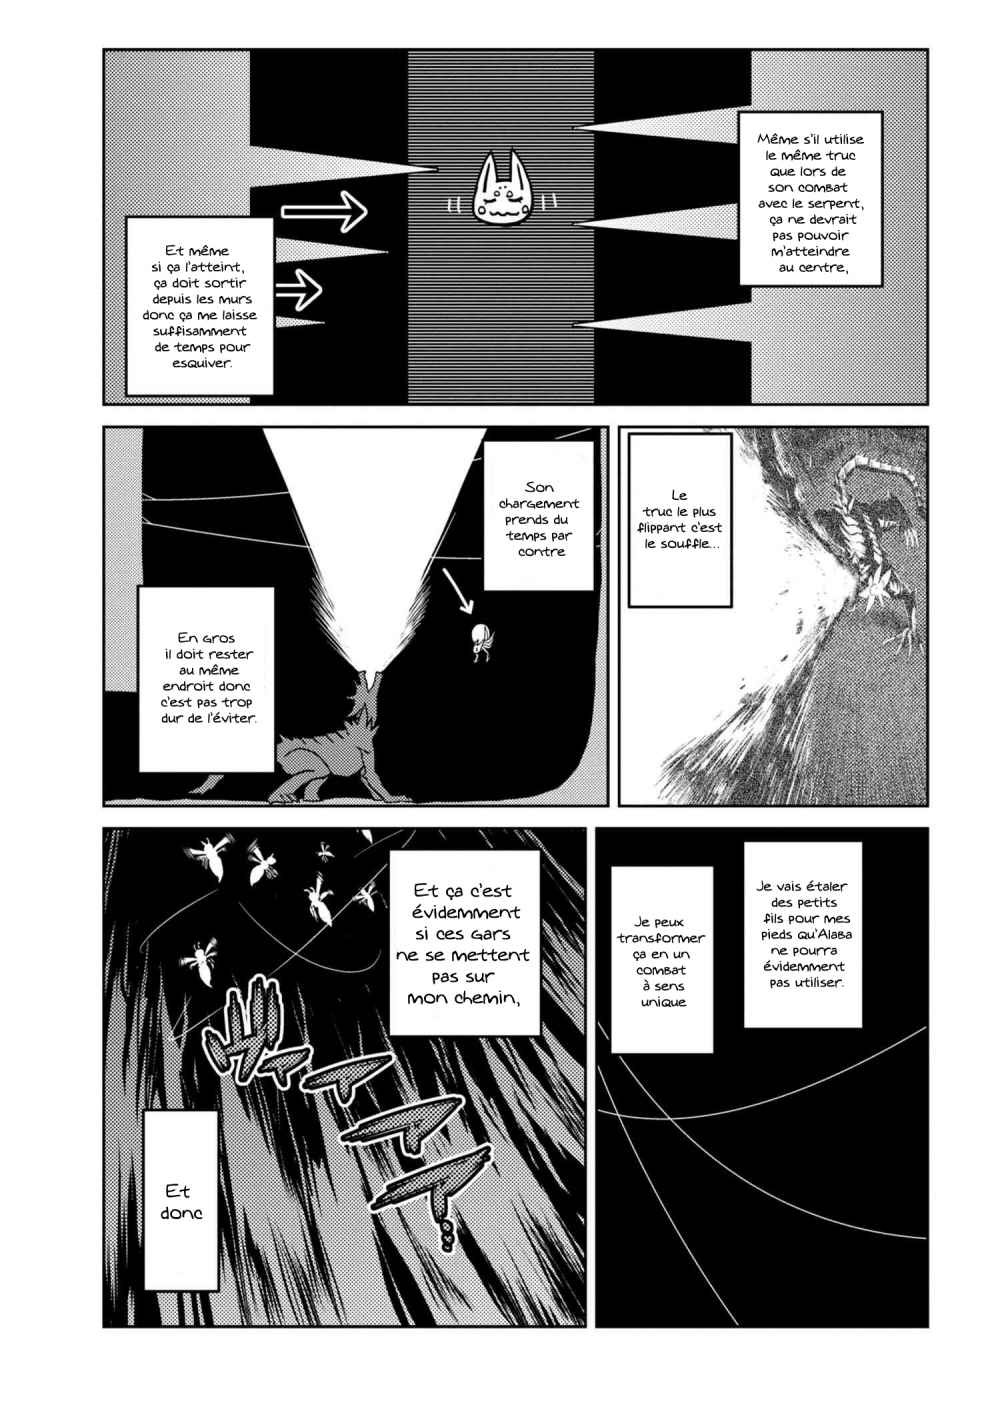 Même s'il utilise
le même truc
que lors de
son combat
avec le serpent,
ça ne devrait
pas pouvoir
m'atteindre
au centre,
Et même
si ça l'atteint,
ça doit sortir
depuis les murs
donc ça me laisse
suffisamment
de temps pour
esquiver.
Le
truc le plus
flippant c'est
le souffle...
Son
chargement
prends du
temps par
contre
En gros
il doit rester
au même
endroit donc
c'est pas trop
dur de l'éviter.
Je vais étaler
des petits
fils pour mes
pieds qu'Alaba
ne pourra
évidemment
pas utiliser.
Je peux
transformer
ça en un
combat
à sens
unique
Et ça c'est
évidemment
si ces gars
ne se mettent
pas sur
mon chemin,
ヴママママ…
Et
donc